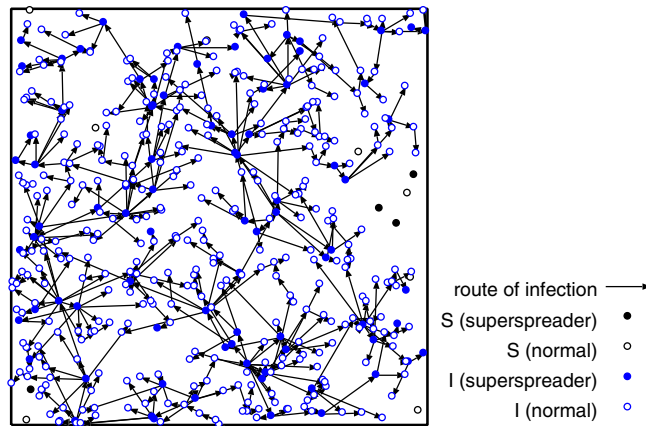 route of infection
S (superspreader)
S (normal)
I (superspreader)
I (normal)